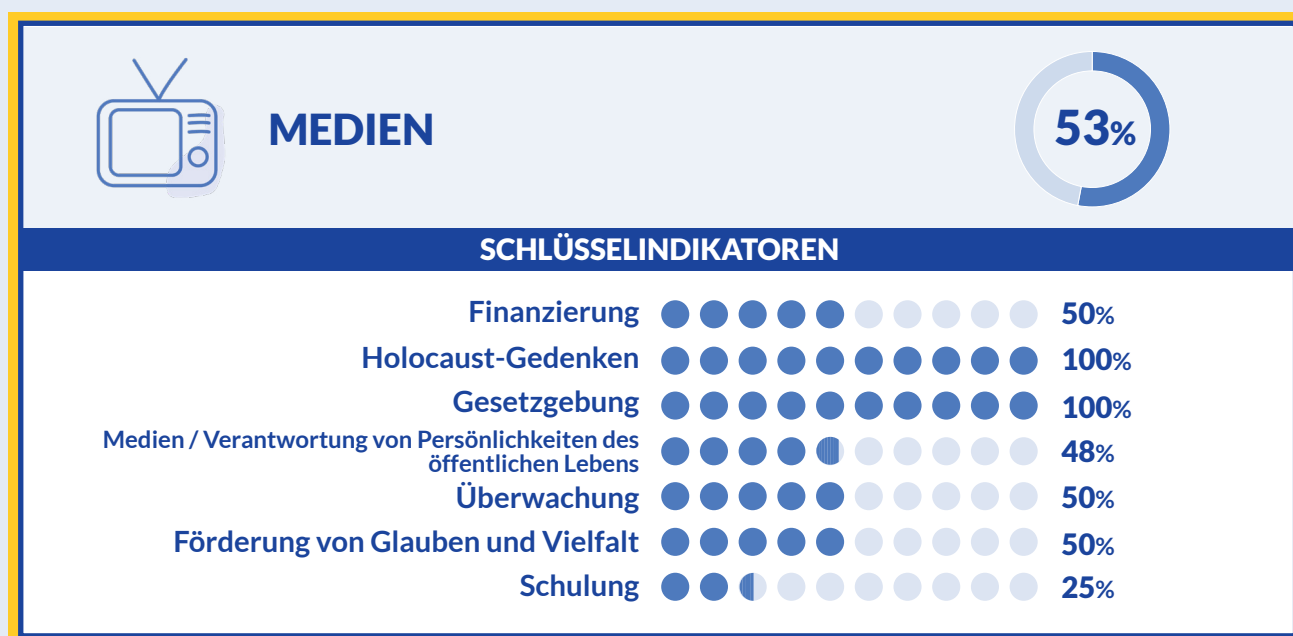 MEDIEN
53%
SCHLÜSSELINDIKATOREN
Finanzierung 50%
Holocaust-Gedenken 100%
Gesetzgebung 100%
Medien / Verantwortung von Persönlichkeiten des
öffentlichen Lebens 48%
Überwachung 50%
Förderung von Glauben und Vielfalt 50%
Schulung 25%